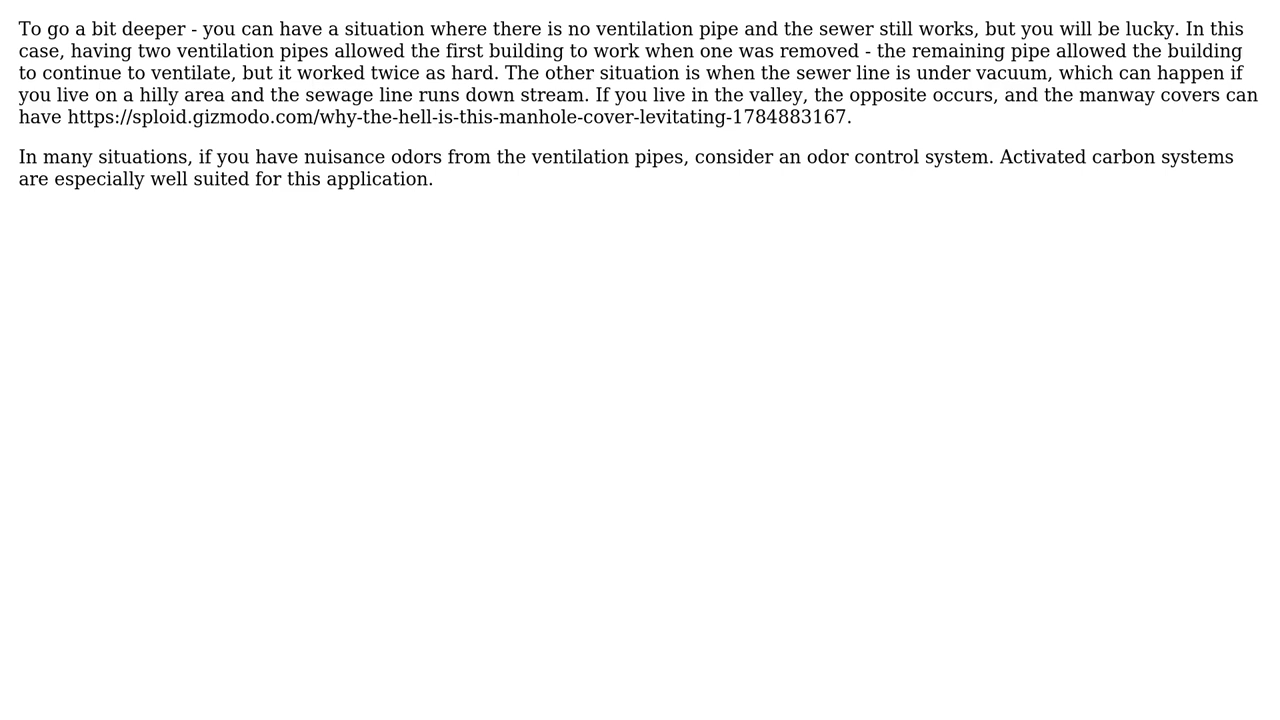 To go a bit deeper - you can have a situation where there is no ventilation pipe and the sewer still works, but you will be lucky. In this
case, having two ventilation pipes allowed the first building to work when one was removed - the remaining pipe allowed the building
to continue to ventilate, but it worked twice as hard. The other situation is when the sewer line is under vacuum, which can happen if
you live on a hilly area and the sewage line runs down stream. If you live in the valley, the opposite occurs, and the manway covers can
have https://sploid.gizmodo.com/why-the-hell-is-this-manhole-cover-levitating-1784883167.
In many situations, if you have nuisance odors from the ventilation pipes, consider an odor control system. Activated carbon systems
are especially well suited for this application.